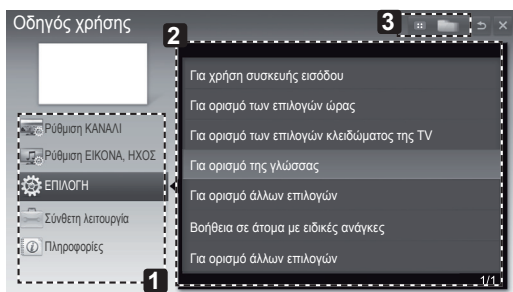 Οδηγός χρήσης
3
2
Ρύθμιση ΚΑΝΑΛΙ
Ρύθμιση ΕΙΚΟΝΑ, ΗΧΟΣ
ΕΠΙΛΟΓΗ
Σύνθετη λειτουργία
Πληροφορίες
1
Για χρήση συσκευής εισόδου
Για ορισμό των επιλογών ώρας
Για ορισμό των επιλογών κλειδώματος της TV
Για ορισμό της γλώσσας
Για ορισμό άλλων επιλογών
Βοήθεια σε άτομα με ειδικές ανάγκες
Για ορισμό άλλων επιλογών
1/1